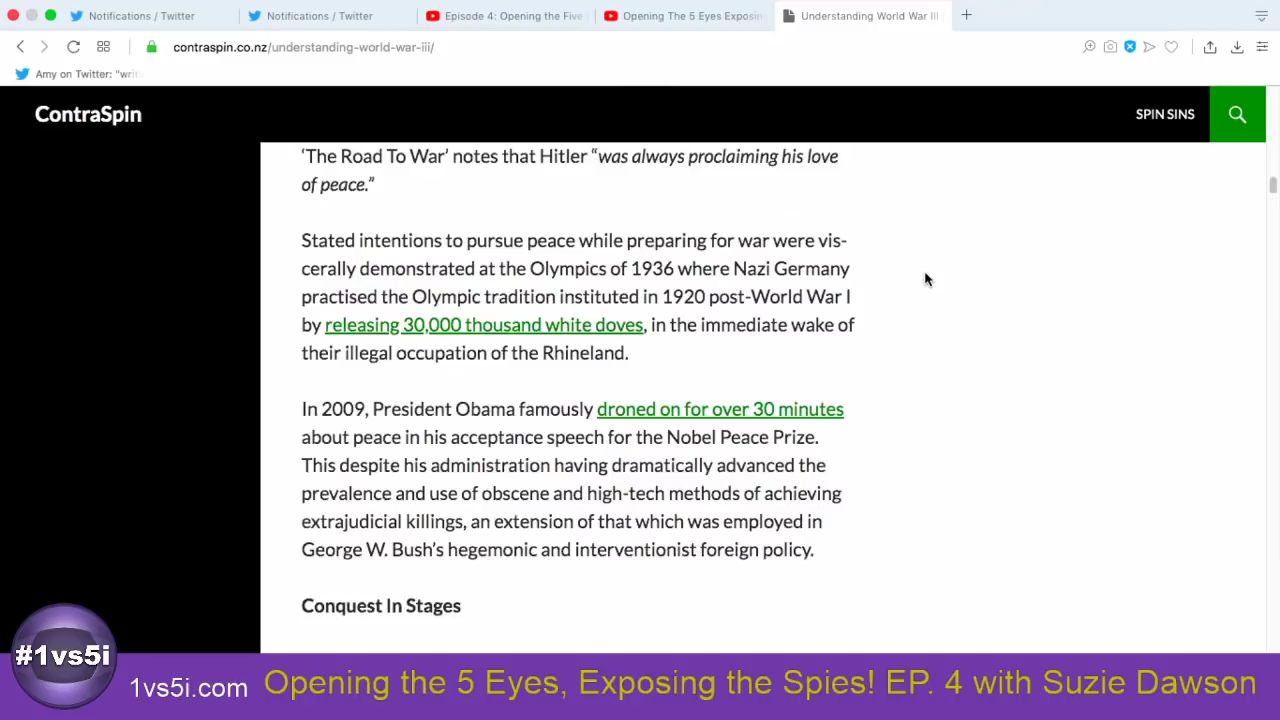 Notifications / Twitter
Notifications / Twitter
Episode 4: Opening the Five
Opening The 5 Eyes Exposin
Understanding World War III
contraspin.co.nz/understanding-world-war-iii/
Amy on Twitter: "writ
ContraSpin
SPIN SINS
‘The Road To War’ notes that Hitler “was always proclaiming his love
of peace.”
Stated intentions to pursue peace while preparing for war were vis-
cerally demonstrated at the Olympics of 1936 where Nazi Germany
practised the Olympic tradition instituted in 1920 post-World War I
by releasing 30,000 thousand white doves, in the immediate wake of
their illegal occupation of the Rhineland.
In 2009, President Obama famously droned on for over 30 minutes
about peace in his acceptance speech for the Nobel Peace Prize.
This despite his administration having dramatically advanced the
prevalence and use of obscene and high-tech methods of achieving
extrajudicial killings, an extension of that which was employed in
George W. Bush’s hegemonic and interventionist foreign policy.
Conquest In Stages
#1vs5i
1vs5i.com
Opening the 5 Eyes, Exposing the Spies! EP. 4 with Suzie Dawson